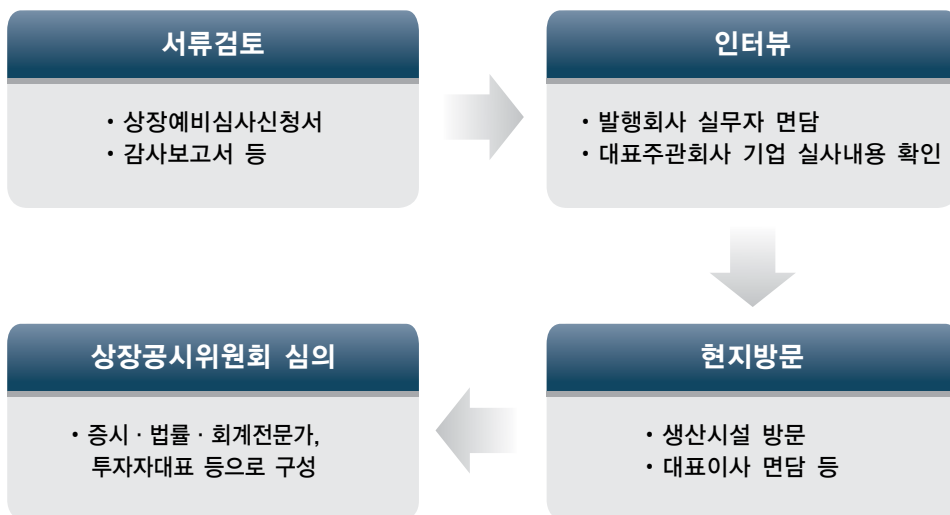 서류검토
• 상장예비심사신청서
• 감사보고서 등
인터뷰
• 발행회사 실무자 면담
• 대표주관회사 기업 실사내용 확인
현지방문
• 생산시설 방문
• 대표이사 면담 등
상장공시위원회 심의
• 증시 · 법률 · 회계전문가,
투자자대표 등으로 구성